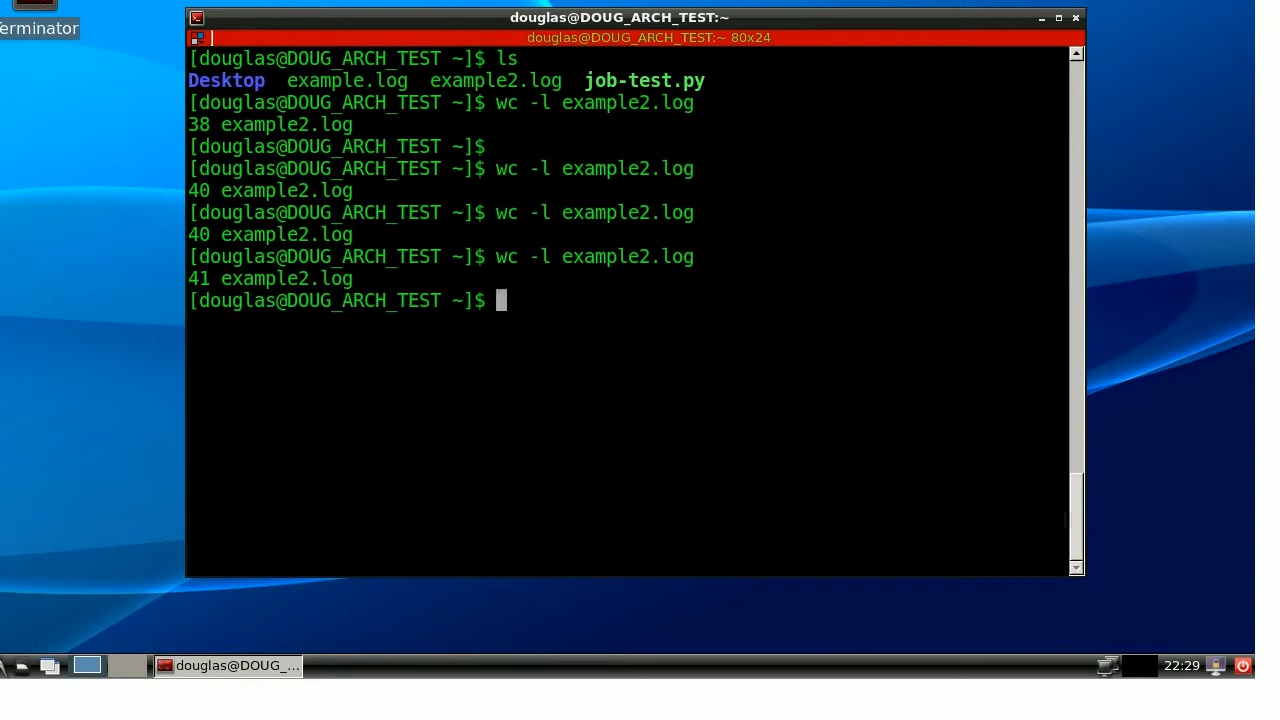 Terminator
douglas@DOUG_ARCH_TEST:~
douglas@DOUG_ARCH_TEST:~ 80x24
[douglas@DOUG_ARCH_TEST ~]$ ls
Desktop  example.log  example2.log  job-test.py
[douglas@DOUG_ARCH_TEST ~]$ wc -l example2.log
38 example2.log
[douglas@DOUG_ARCH_TEST ~]$
[douglas@DOUG_ARCH_TEST ~]$ wc -l example2.log
40 example2.log
[douglas@DOUG_ARCH_TEST ~]$ wc -l example2.log
40 example2.log
[douglas@DOUG_ARCH_TEST ~]$ wc -l example2.log
41 example2.log
[douglas@DOUG_ARCH_TEST ~]$
douglas@DOUG_...
22:29